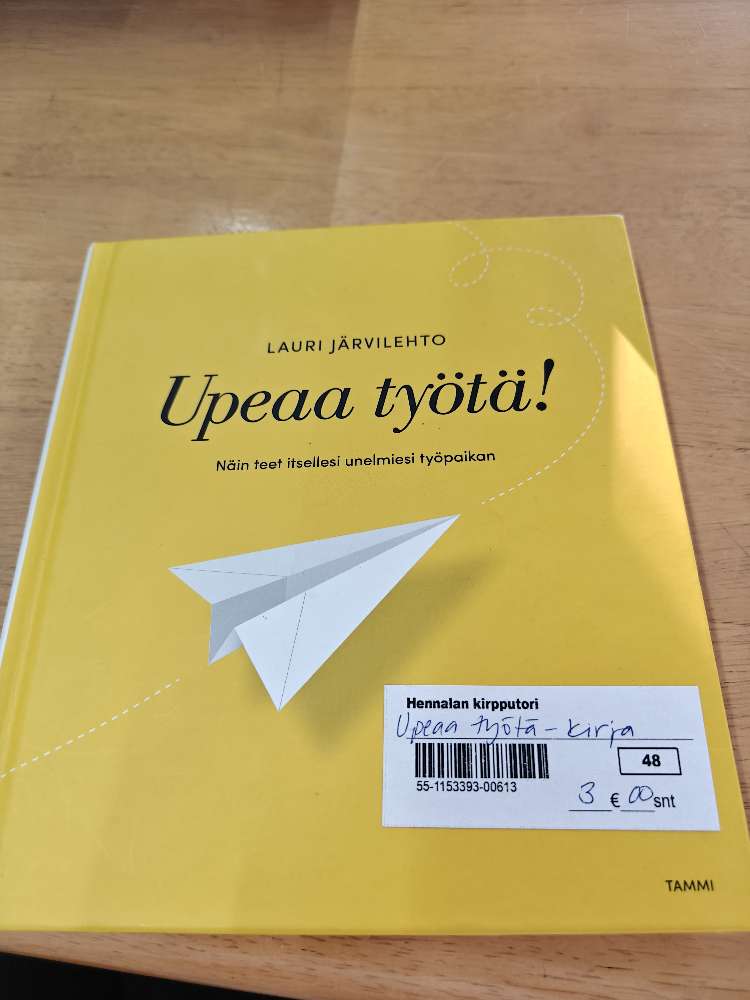 LAURI JÄRVILEHTO
Upeaa työtä!
Näin teet itsellesi unelmiesi työpaikan
Hennalan kirpputori
Upeaa työtä - kirja
48
55-1153393-00613
3 € 00 snt
TAMMI